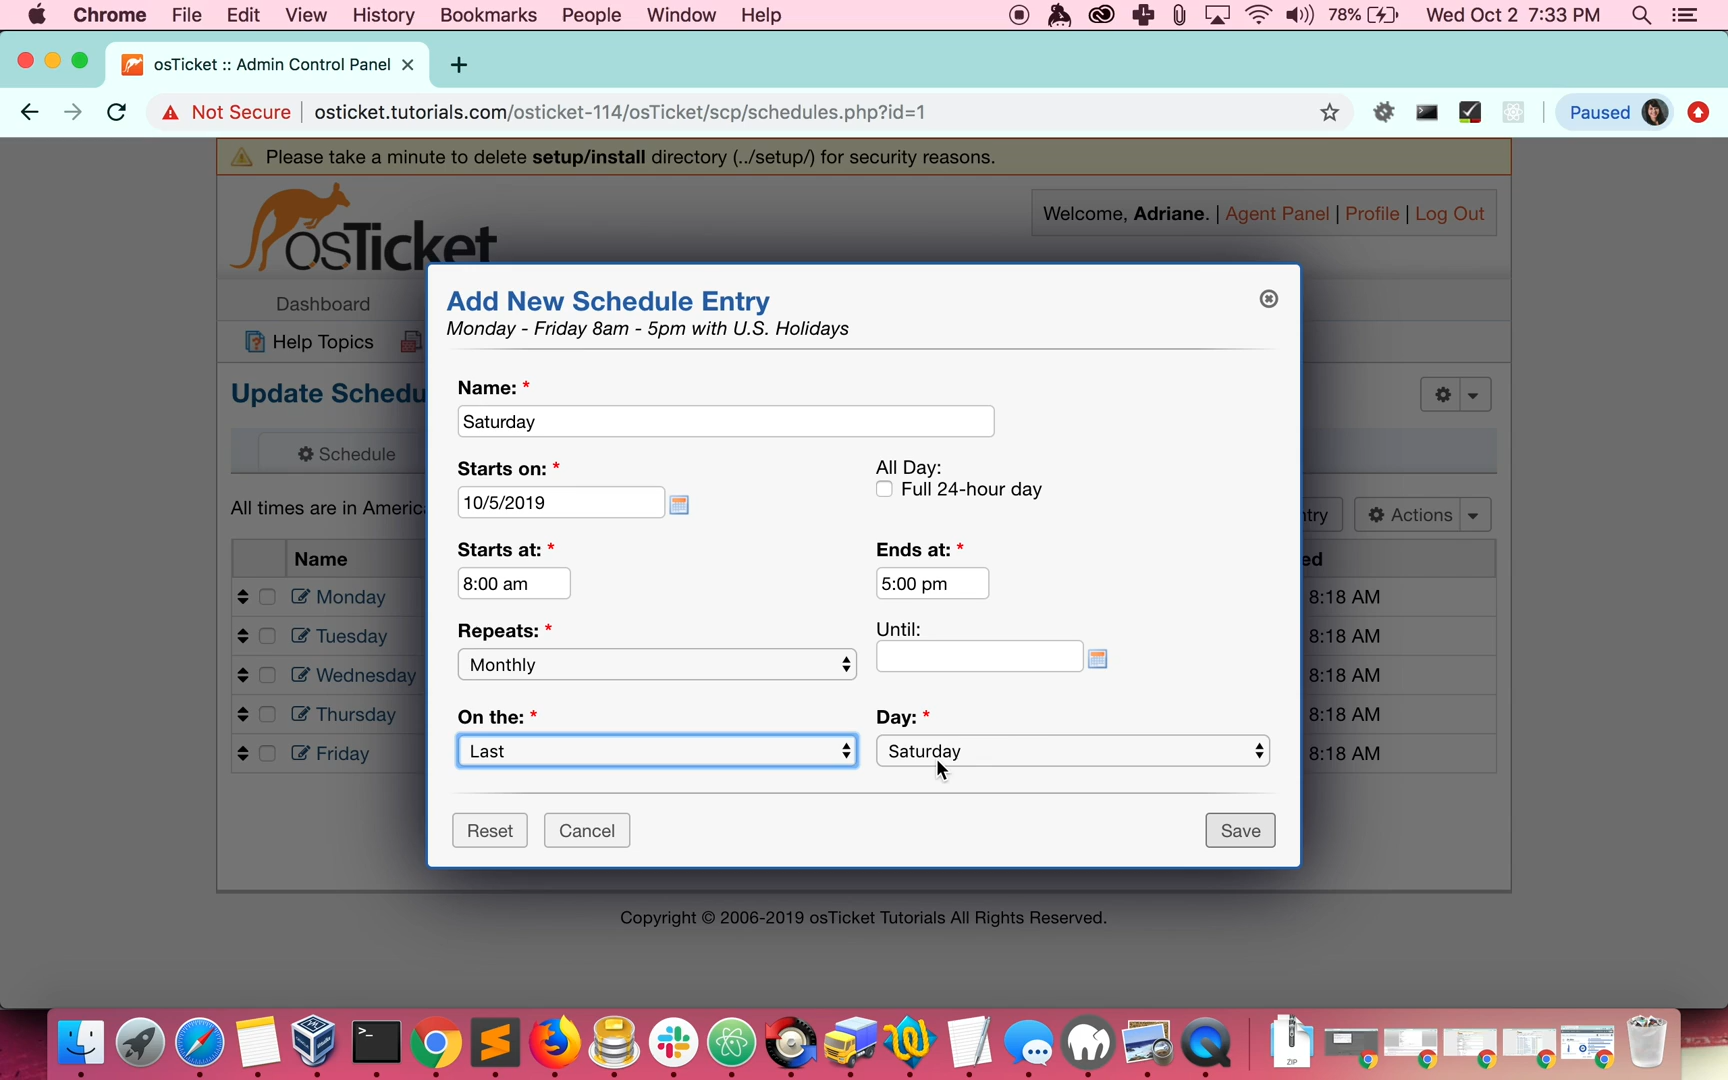 Chrome File Edit View History Bookmarks People Window Help 78% Wed Oct 2 7:33 PM
osTicket :: Admin Control Panel
Not Secure osticket.tutorials.com/osticket-114/osTicket/scp/schedules.php?id=1 Paused
Please take a minute to delete setup/install directory (../setup/) for security reasons.
osTicket
Welcome, Adriane. | Agent Panel | Profile | Log Out
Dashboard
Help Topics
Add New Schedule Entry
Monday - Friday 8am - 5pm with U.S. Holidays
Update Schedu
Schedule
All times are in Americ
try Actions
Name ed
Monday 8:18 AM
Tuesday 8:18 AM
Wednesday 8:18 AM
Thursday 8:18 AM
Friday 8:18 AM
Name: *
Saturday
Starts on: * All Day:
10/5/2019 Full 24-hour day
Starts at: * Ends at: *
8:00 am 5:00 pm
Repeats: * Until:
Monthly
On the: * Day: *
Last Saturday
Reset Cancel Save
Copyright © 2006-2019 osTicket Tutorials All Rights Reserved.
ZIP